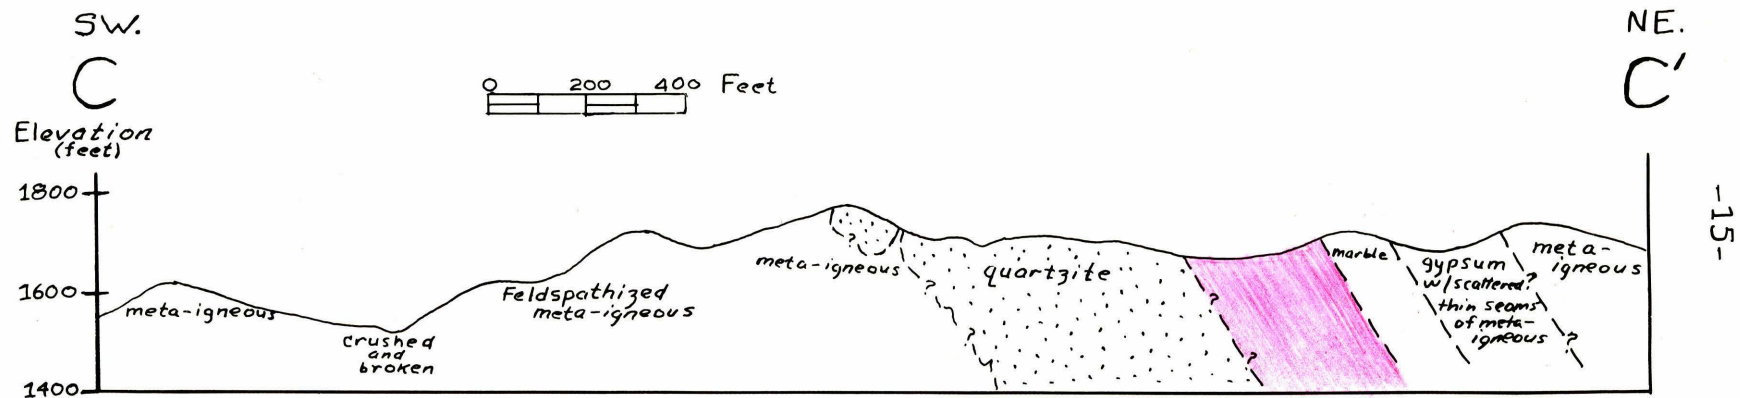 SW.
NE.
C
C'
0 200 400 Feet
Elevation
(feet)
1800
1600
1400
-15-
meta-igneous
crushed
and
broken
Feldspathized
meta-igneous
meta-igneous
?
?
?
?
quartzite
?
?
marble
gypsum
w/scattered
thin seams
of meta-
igneous
?
?
meta-
igneous